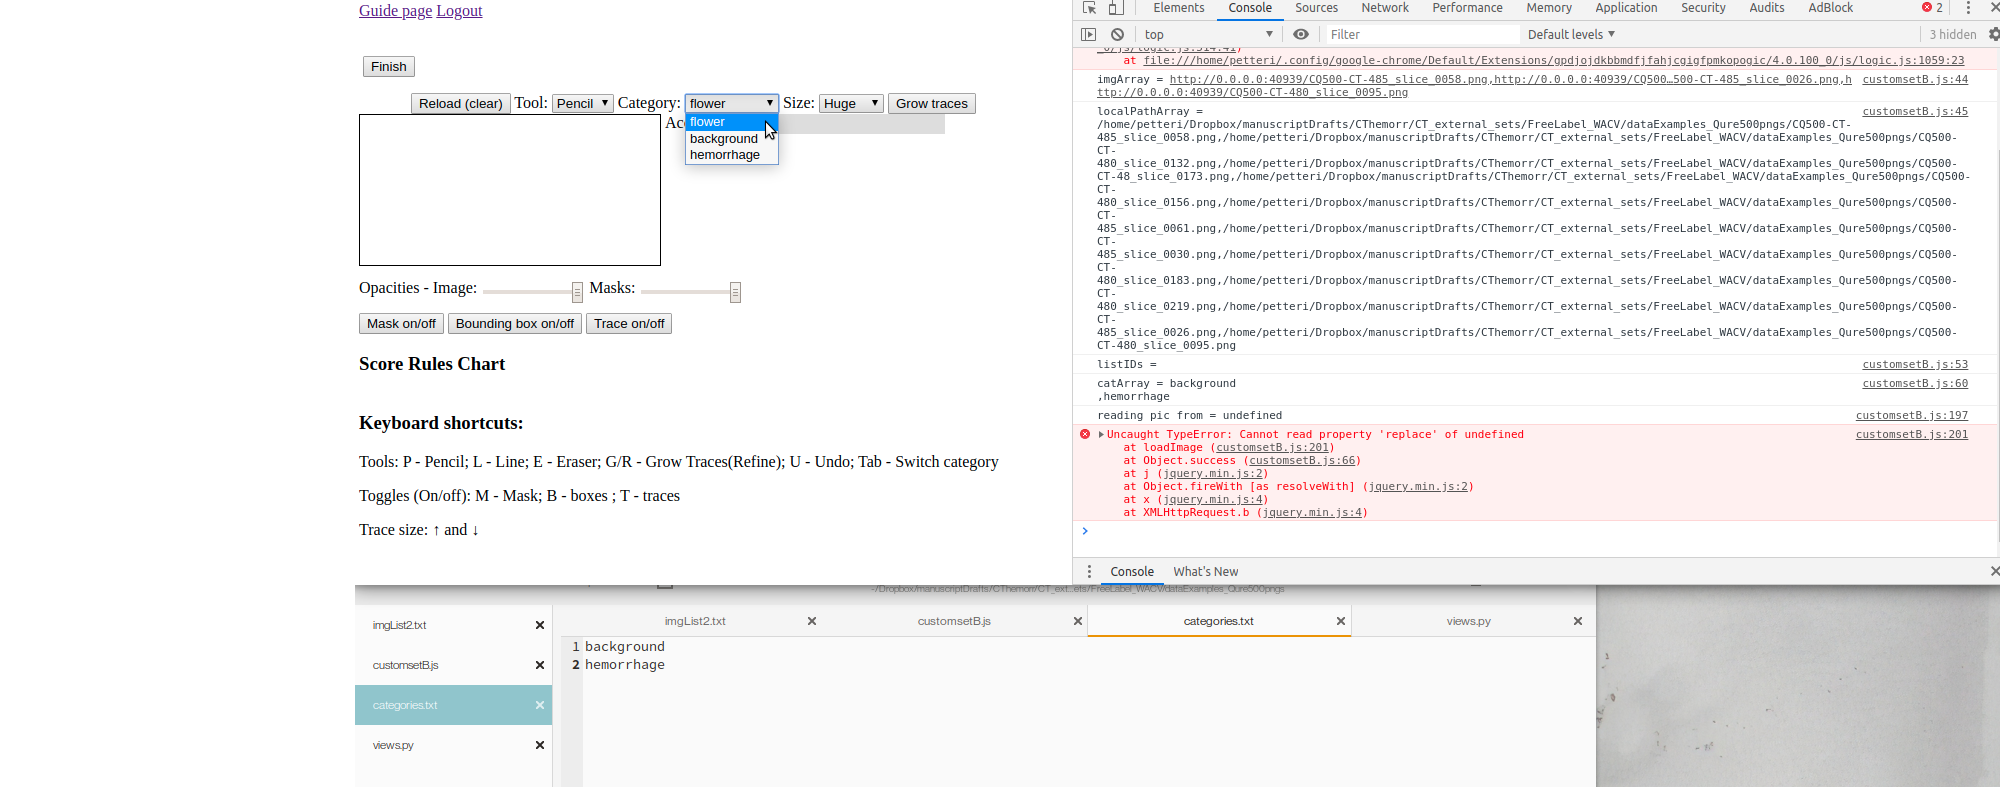 Guide page Logout
Finish
Reload (clear) Tool: Pencil Category: flower Size: Huge Grow traces
flower
background
hemorrhage
Opacities - Image: Masks:
Mask on/off Bounding box on/off Trace on/off
Score Rules Chart
Keyboard shortcuts:
Tools: P - Pencil; L - Line; E - Eraser; G/R - Grow Traces(Refine); U - Undo; Tab - Switch category
Toggles (On/off): M - Mask; B - boxes ; T - traces
Trace size: ↑ and ↓
Elements Console Sources Network Performance Memory Application Security Audits AdBlock 2
top Filter Default levels 3 hidden
at file:///home/petteri/.config/google-chrome/Default/Extensions/gpdjojdkbbmdfjfahjcgigfpmkopogic/4.0.100_0/js/logic.js:1059:23
imgArray = http://0.0.0.0:40939/CQ500-CT-485_slice_0058.png,http://0.0.0.0:40939/CQ500…500-CT-485_slice_0026.png,h customsetB.js:44
ttp://0.0.0.0:40939/CQ500-CT-480_slice_0095.png
localPathArray = customsetB.js:45
/home/petteri/Dropbox/manuscriptDrafts/CThemorr/CT_external_sets/FreeLabel_WACV/dataExamples_Qure500pngs/CQ500-CT-
485_slice_0058.png,/home/petteri/Dropbox/manuscriptDrafts/CThemorr/CT_external_sets/FreeLabel_WACV/dataExamples_Qure500pngs/CQ500-
CT-
480_slice_0132.png,/home/petteri/Dropbox/manuscriptDrafts/CThemorr/CT_external_sets/FreeLabel_WACV/dataExamples_Qure500pngs/CQ500-
CT-48_slice_0173.png,/home/petteri/Dropbox/manuscriptDrafts/CThemorr/CT_external_sets/FreeLabel_WACV/dataExamples_Qure500pngs/CQ500-
CT-
480_slice_0156.png,/home/petteri/Dropbox/manuscriptDrafts/CThemorr/CT_external_sets/FreeLabel_WACV/dataExamples_Qure500pngs/CQ500-
CT-
485_slice_0061.png,/home/petteri/Dropbox/manuscriptDrafts/CThemorr/CT_external_sets/FreeLabel_WACV/dataExamples_Qure500pngs/CQ500-
CT-
485_slice_0030.png,/home/petteri/Dropbox/manuscriptDrafts/CThemorr/CT_external_sets/FreeLabel_WACV/dataExamples_Qure500pngs/CQ500-
CT-
480_slice_0183.png,/home/petteri/Dropbox/manuscriptDrafts/CThemorr/CT_external_sets/FreeLabel_WACV/dataExamples_Qure500pngs/CQ500-
CT-
480_slice_0219.png,/home/petteri/Dropbox/manuscriptDrafts/CThemorr/CT_external_sets/FreeLabel_WACV/dataExamples_Qure500pngs/CQ500-
CT-
485_slice_0026.png,/home/petteri/Dropbox/manuscriptDrafts/CThemorr/CT_external_sets/FreeLabel_WACV/dataExamples_Qure500pngs/CQ500-
CT-480_slice_0095.png
listIDs = customsetB.js:53
catArray = background customsetB.js:60
,hemorrhage
reading pic from = undefined customsetB.js:197
Uncaught TypeError: Cannot read property 'replace' of undefined customsetB.js:201
at loadImage (customsetB.js:201)
at Object.success (customsetB.js:66)
at j (jquery.min.js:2)
at Object.fireWith [as resolveWith] (jquery.min.js:2)
at x (jquery.min.js:4)
at XMLHttpRequest.b (jquery.min.js:4)
Console What's New
~/Dropbox/manuscriptDrafts/CThemorr/CT_ext…ets/FreeLabel_WACV/dataExamples_Qure500pngs
imgList2.txt
customsetB.js
categories.txt
views.py
imgList2.txt customsetB.js categories.txt views.py
1 background
2 hemorrhage